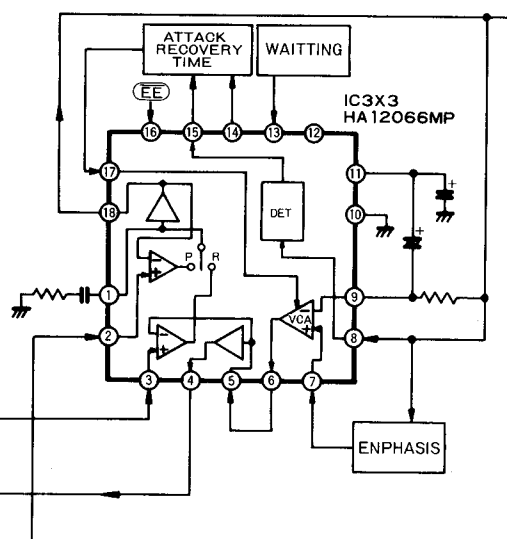 ATTACK
RECOVERY
TIME
WAITTING
EE
IC3X3
HA12066MP
16
15
14
13
12
17
11
18
DET
10
P
R
1
9
2
VCA
8
3
4
5
6
7
ENPHASIS